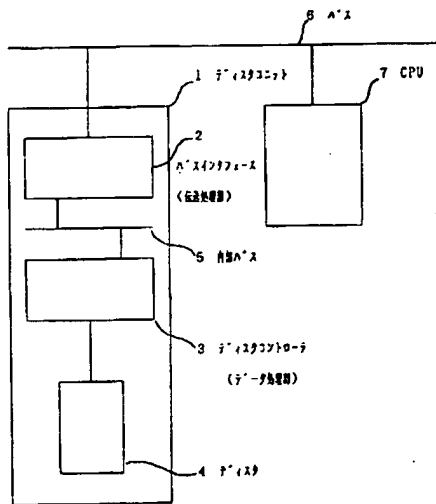 6 バス
1 ディスクユニット
7 CPU
2
バスインタフェース
(伝送処理部)
5 内部バス
3 ディスクコントローラ
(データ処理部)
4 ディスク